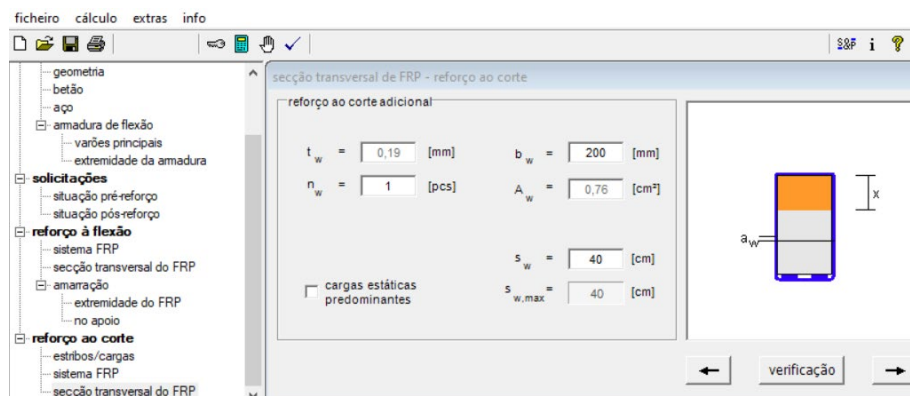 ficheiro cálculo extras info
S&P i ?
geometria
betão
aço
armadura de flexão
varões principais
extremidade da armadura
solicitações
situação pré-reforço
situação pós-reforço
reforço à flexão
sistema FRP
secção transversal do FRP
amarração
extremidade do FRP
no apoio
reforço ao corte
estribos/cargas
sistema FRP
secção transversal do FRP
secção transversal de FRP - reforço ao corte
reforço ao corte adicional
t w = 0,19 [mm] b w = 200 [mm]
n w = 1 [pcs] A w = 0,76 [cm²]
s w = 40 [cm]
cargas estáticas
predominantes
s w,max = 40 [cm]
x
a w
verificação